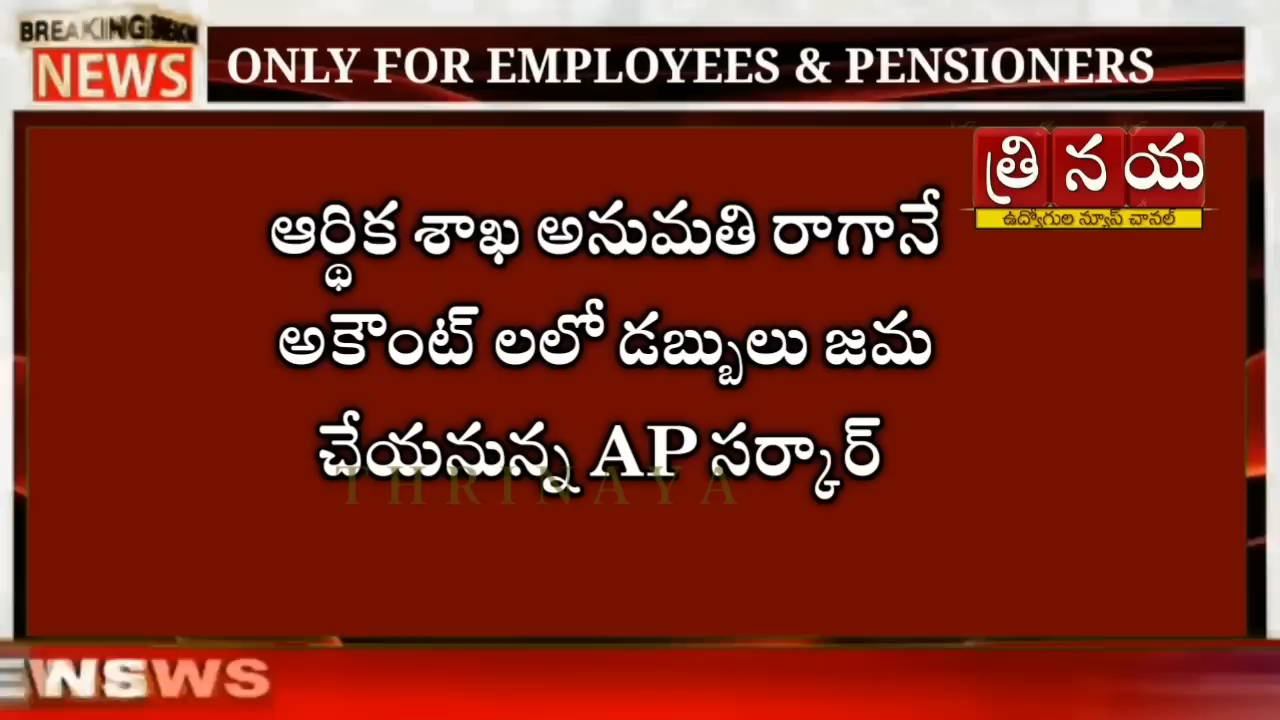 BREAKING
NEWS
ONLY FOR EMPLOYEES & PENSIONERS
త్రినయ
ఉద్యోగుల న్యూస్ చానల్
ఆర్థిక శాఖ అనుమతి రాగానే
అకౌంట్ లలో డబ్బులు జమ
చేయనున్న AP సర్కార్
THRINAYA